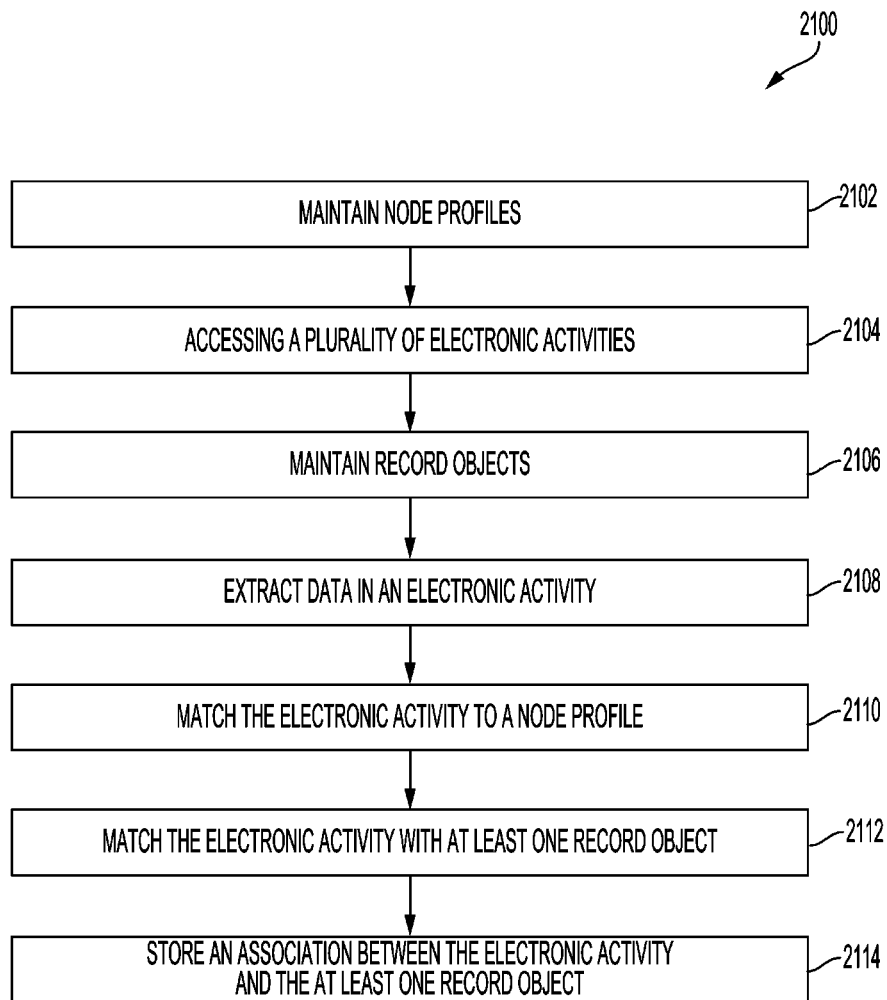 2100
MAINTAIN NODE PROFILES
2102
ACCESSING A PLURALITY OF ELECTRONIC ACTIVITIES
2104
MAINTAIN RECORD OBJECTS
2106
EXTRACT DATA IN AN ELECTRONIC ACTIVITY
2108
MATCH THE ELECTRONIC ACTIVITY TO A NODE PROFILE
2110
MATCH THE ELECTRONIC ACTIVITY WITH AT LEAST ONE RECORD OBJECT
2112
STORE AN ASSOCIATION BETWEEN THE ELECTRONIC ACTIVITY
AND THE AT LEAST ONE RECORD OBJECT
2114